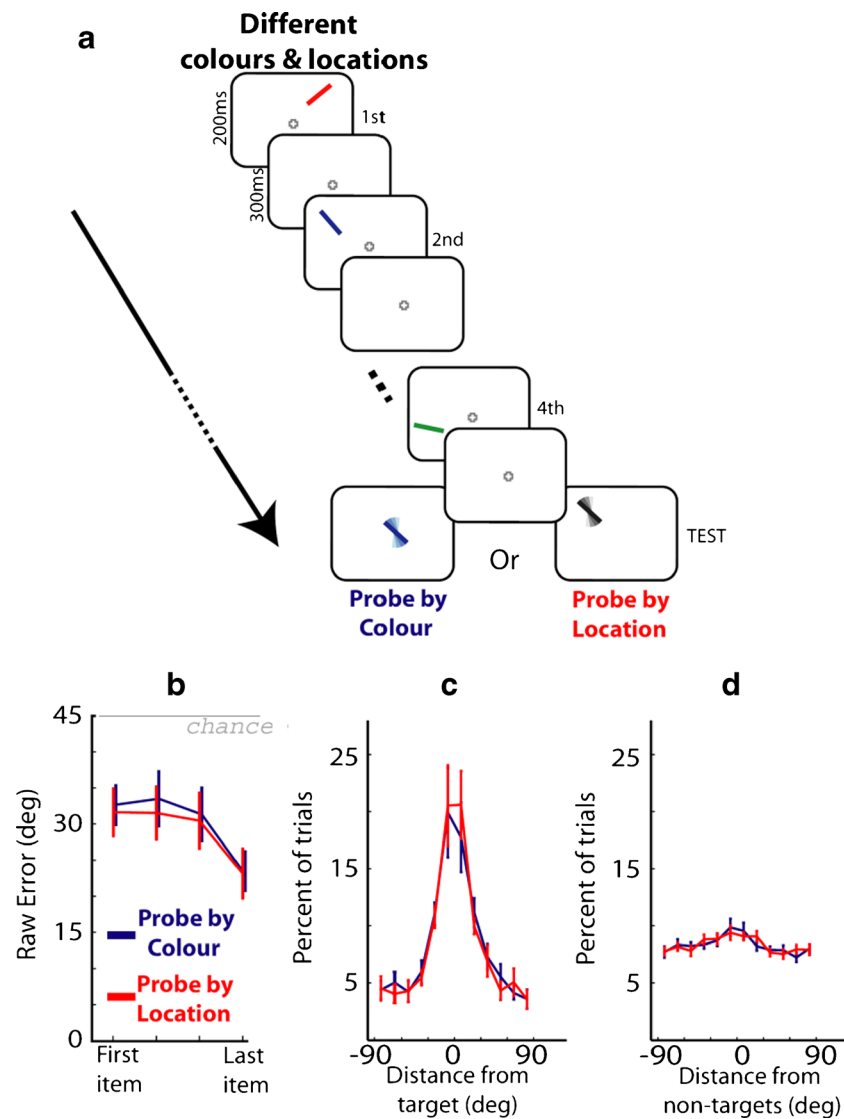 a
Different
colours & locations
200ms
1st
300ms
2nd
4th
TEST
Or
Probe by
Colour
Probe by
Location
b
45
chance
30
15
0
Raw Error (deg)
Probe by
Colour
Probe by
Location
First
item
Last
item
c
25
15
5
Percent of trials
-90 0 90
Distance from
target (deg)
d
25
15
5
Percent of trials
-90 0 90
Distance from
non-targets (deg)